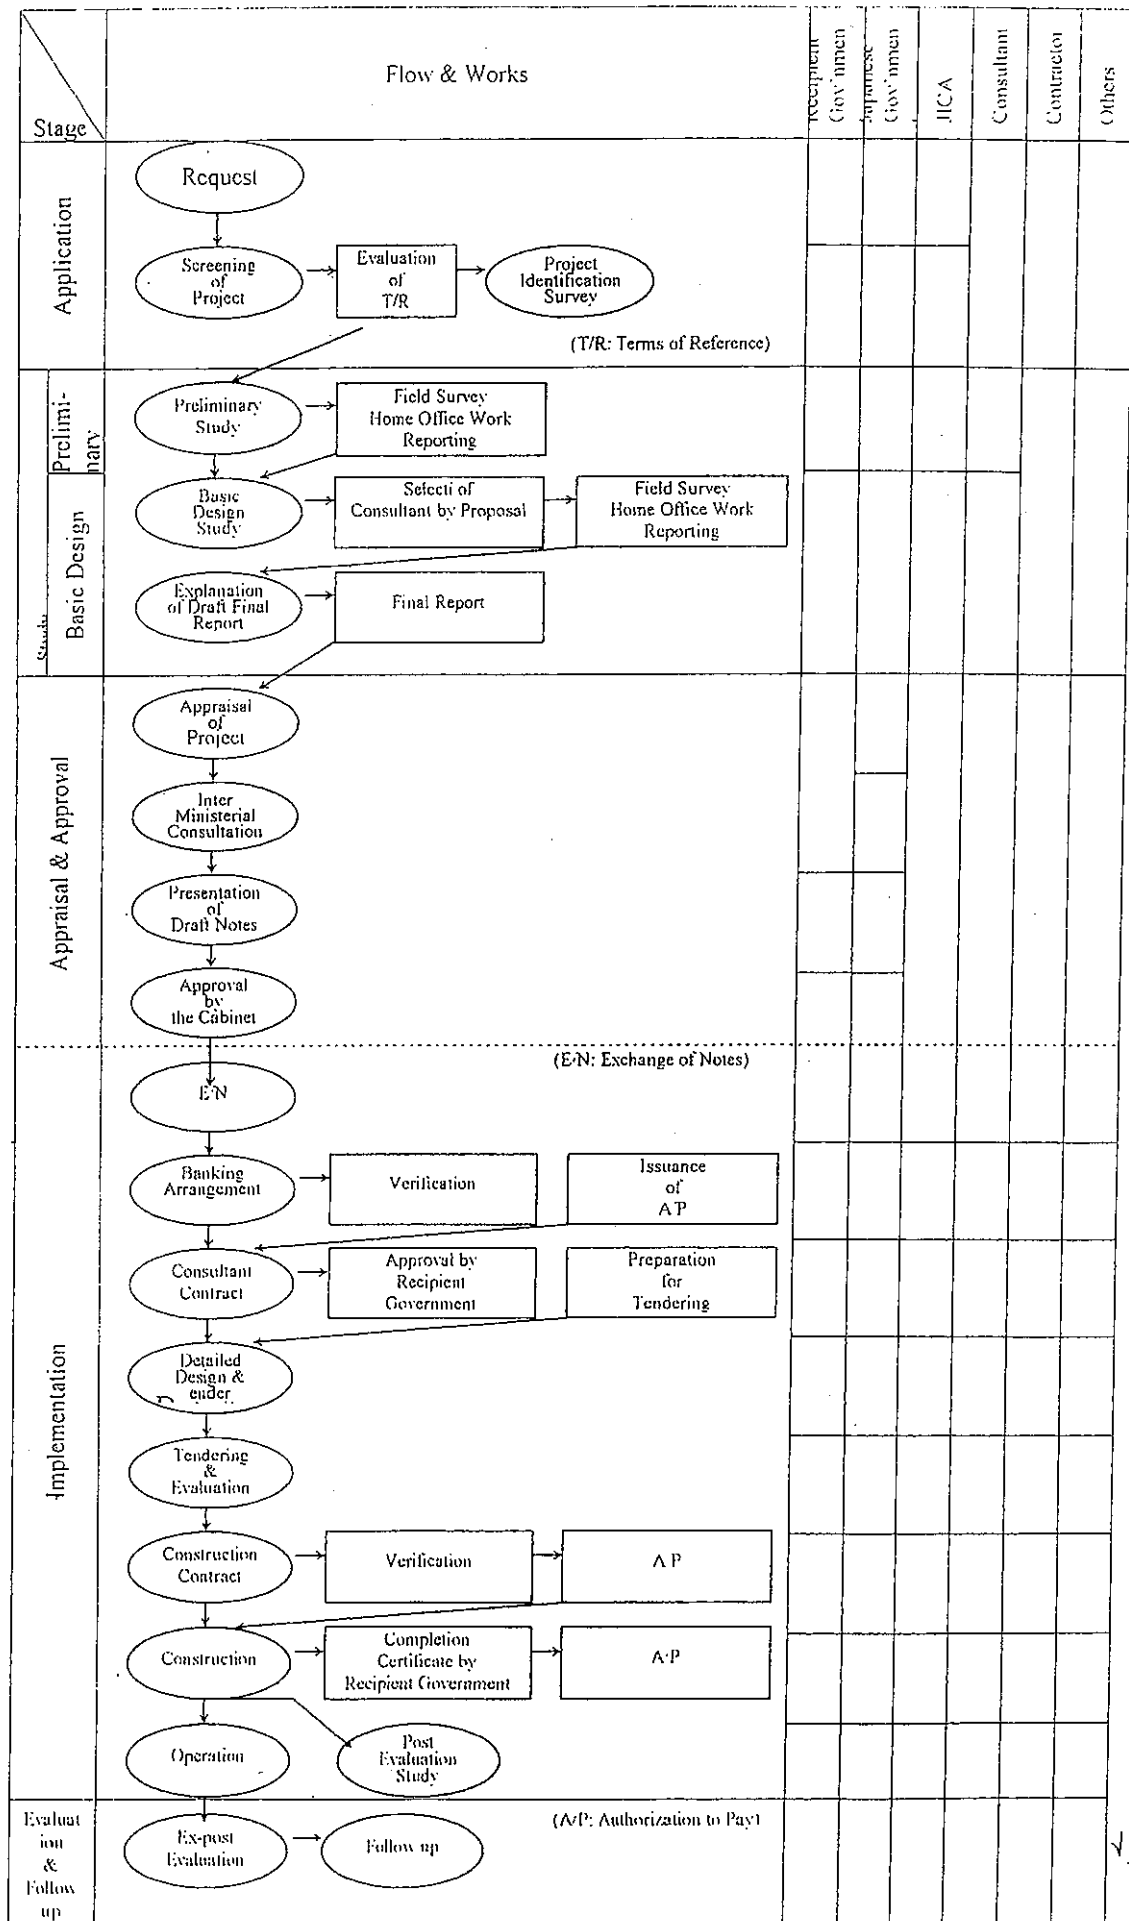 Flow & Works
Stage
Recipient
Gov'nmen
Japanese
Gov'nmen
JICA
Consultant
Contractor
Others
Application
Request
Screening
of
Project
Evaluation
of
T/R
Project
Identification
Survey
(T/R: Terms of Reference)
Study
Prelimi-
nary
Preliminary
Study
Field Survey
Home Office Work
Reporting
Basic Design
Basic
Design
Study
Selecti of
Consultant by Proposal
Field Survey
Home Office Work
Reporting
Explanation
of Draft Final
Report
Final Report
Appraisal & Approval
Appraisal
of
Project
Inter
Ministerial
Consultation
Presentation
of
Draft Notes
Approval
by
the Cabinet
(E/N: Exchange of Notes)
Implementation
E/N
Banking
Arrangement
Verification
Issuance
of
A/P
Consultant
Contract
Approval by
Recipient
Government
Preparation
for
Tendering
Detailed
Design &
ender
Tendering
&
Evaluation
Construction
Contract
Verification
A/P
Construction
Completion
Certificate by
Recipient Government
A/P
Operation
Post
Evaluation
Study
(A/P: Authorization to Pay)
Evaluat
ion
&
Follow
up
Ex-post
Evaluation
Follow up